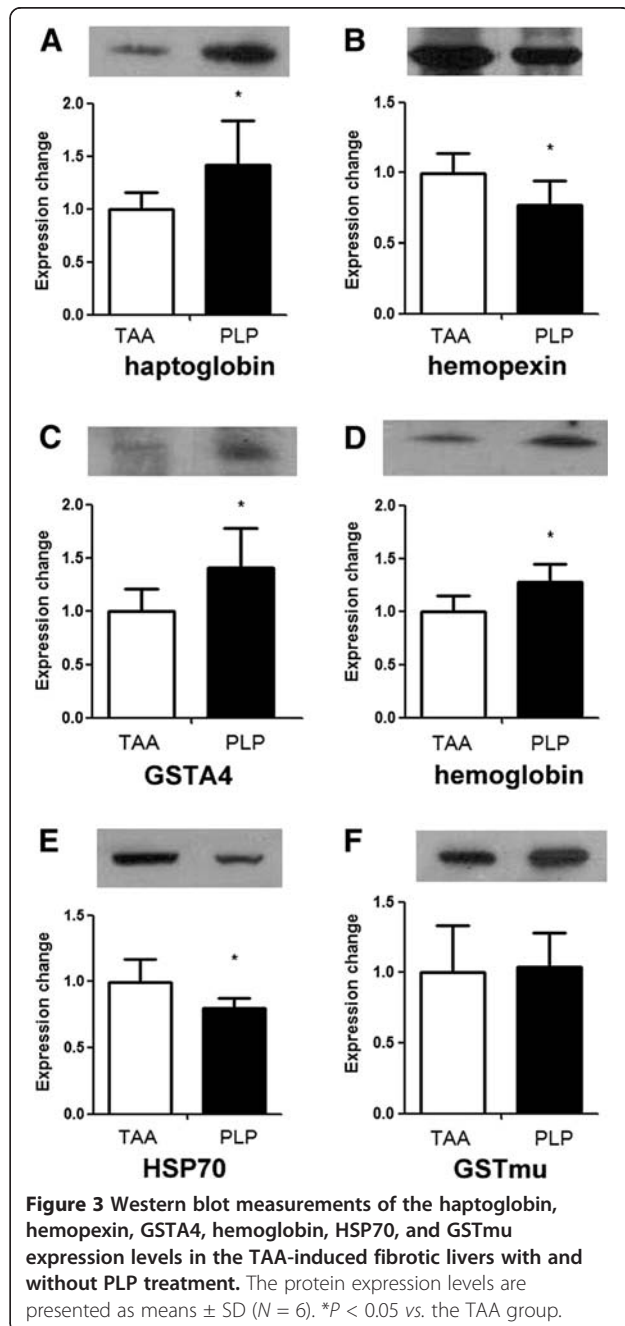 A
B
*
2.0
1.5
1.0
0.5
0.0
Expression change
TAA
PLP
haptoglobin
*
1.5
1.0
0.5
0.0
Expression change
TAA
PLP
hemopexin
C
D
*
2.0
1.5
1.0
0.5
0.0
Expression change
TAA
PLP
GSTA4
*
2.0
1.5
1.0
0.5
0.0
Expression change
TAA
PLP
hemoglobin
E
F
*
1.5
1.0
0.5
0.0
Expression change
TAA
PLP
HSP70
1.5
1.0
0.5
0.0
Expression change
TAA
PLP
GSTmu
Figure 3 Western blot measurements of the haptoglobin,
hemopexin, GSTA4, hemoglobin, HSP70, and GSTmu
expression levels in the TAA-induced fibrotic livers with and
without PLP treatment. The protein expression levels are
presented as means ± SD (N = 6). *P < 0.05 vs. the TAA group.